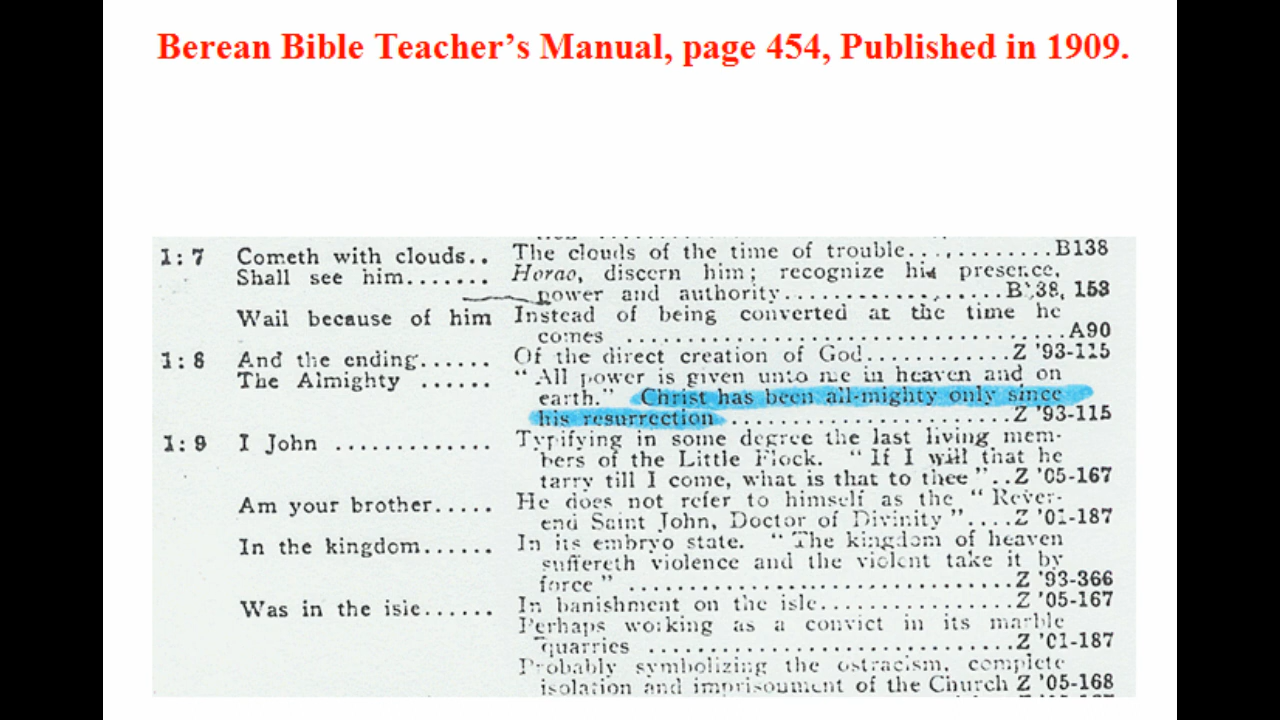 Berean Bible Teacher's Manual, page 454, Published in 1909.
1:7 Cometh with clouds.. The clouds of the time of trouble............B138
Shall see him....... Horao, discern him; recognize his presence,
power and authority....................B138, 153
Wail because of him Instead of being converted at the time he
comes ...................................A90
1:8 And the ending...... Of the direct creation of God...........Z '93-115
The Almighty ...... "All power is given unto me in heaven and on
earth." Christ has been all-mighty only since
his resurrection .......................Z '93-115
1:9 I John ............. Typifying in some degree the last living mem-
bers of the Little Flock. "If I will that he
tarry till I come, what is that to thee"..Z '05-167
Am your brother..... He does not refer to himself as the "Rever-
end Saint John, Doctor of Divinity"....Z '01-187
In the kingdom...... In its embryo state. "The kingdom of heaven
suffereth violence and the violent take it by
force" ...............................Z '93-366
Was in the isle...... In banishment on the isle................Z '05-167
Perhaps working as a convict in its marble
quarries .............................Z '01-187
Probably symbolizing the ostracism, complete
isolation and imprisonment of the Church Z '05-168